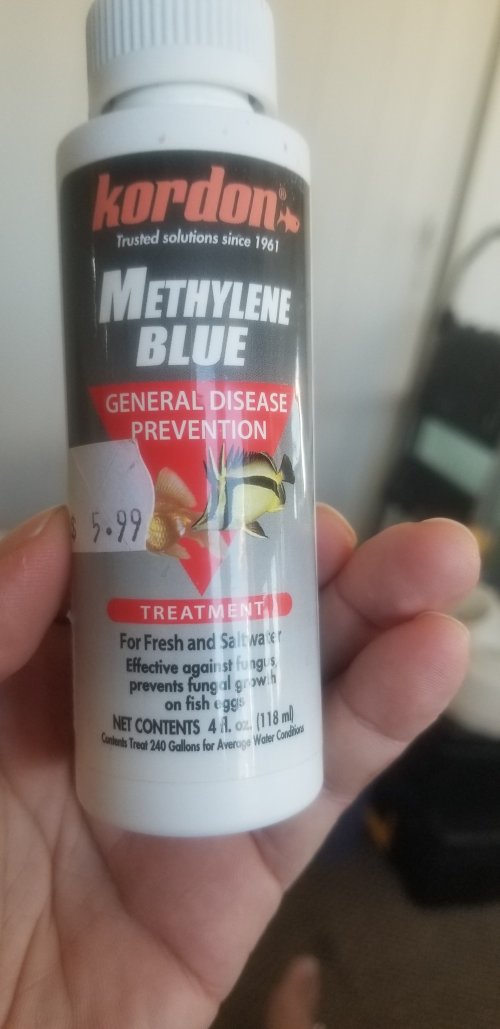 kordon®
Trusted solutions since 1961
METHYLENE
BLUE
GENERAL DISEASE
PREVENTION
5.99
TREATMENT
For Fresh and Saltwater
Effective against fungus,
prevents fungal growth
on fish eggs
NET CONTENTS 4 fl. oz. (118 ml)
Contents Treat 240 Gallons for Average Water Conditions